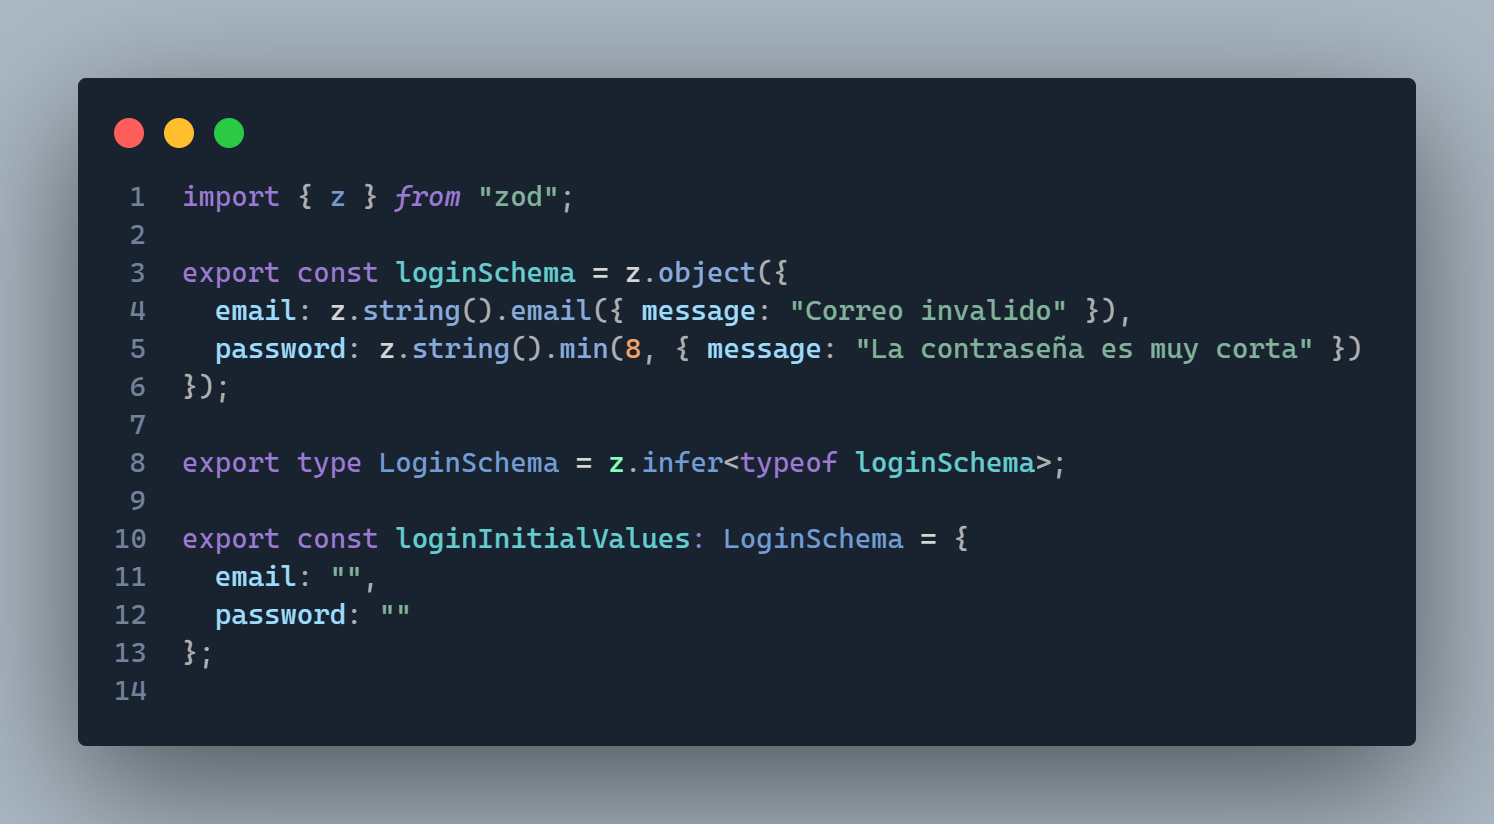 1 import { z } from "zod";
2
3 export const loginSchema = z.object({
4   email: z.string().email({ message: "Correo invalido" }),
5   password: z.string().min(8, { message: "La contraseña es muy corta" })
6 });
7
8 export type LoginSchema = z.infer<typeof loginSchema>;
9
10 export const loginInitialValues: LoginSchema = {
11   email: "",
12   password: ""
13 };
14